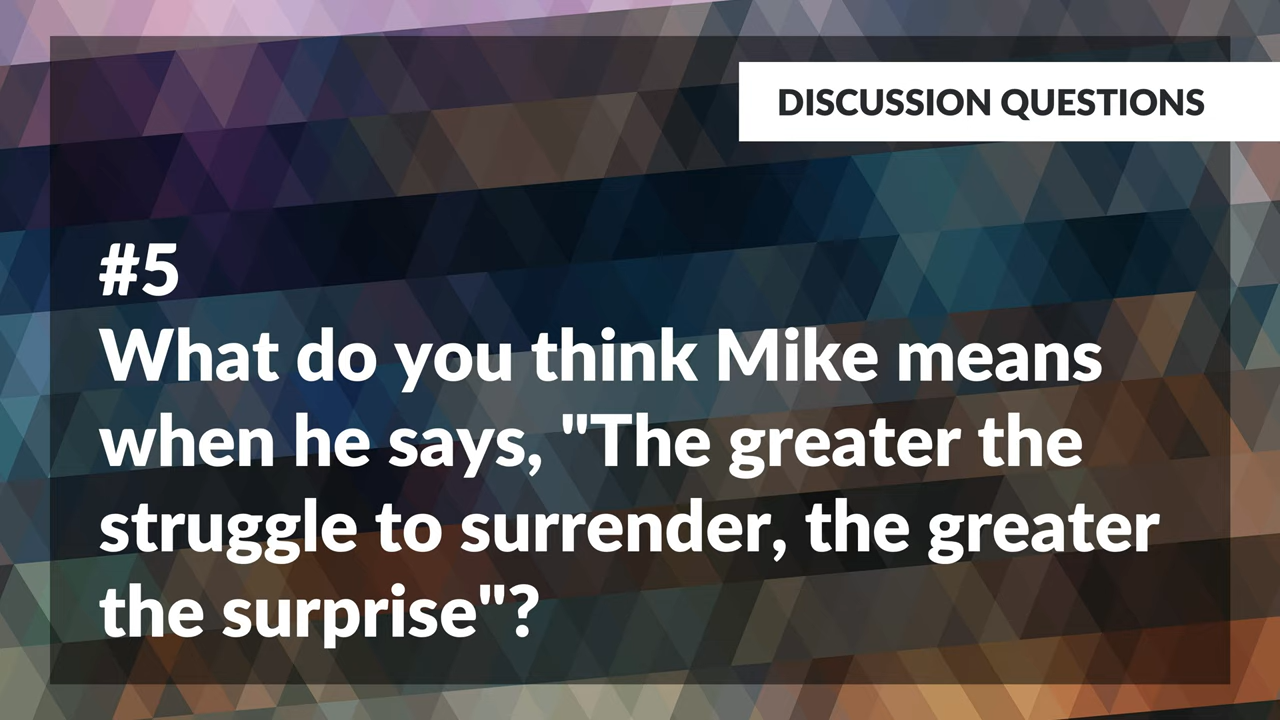 DISCUSSION QUESTIONS
#5
What do you think Mike means
when he says, "The greater the
struggle to surrender, the greater
the surprise"?